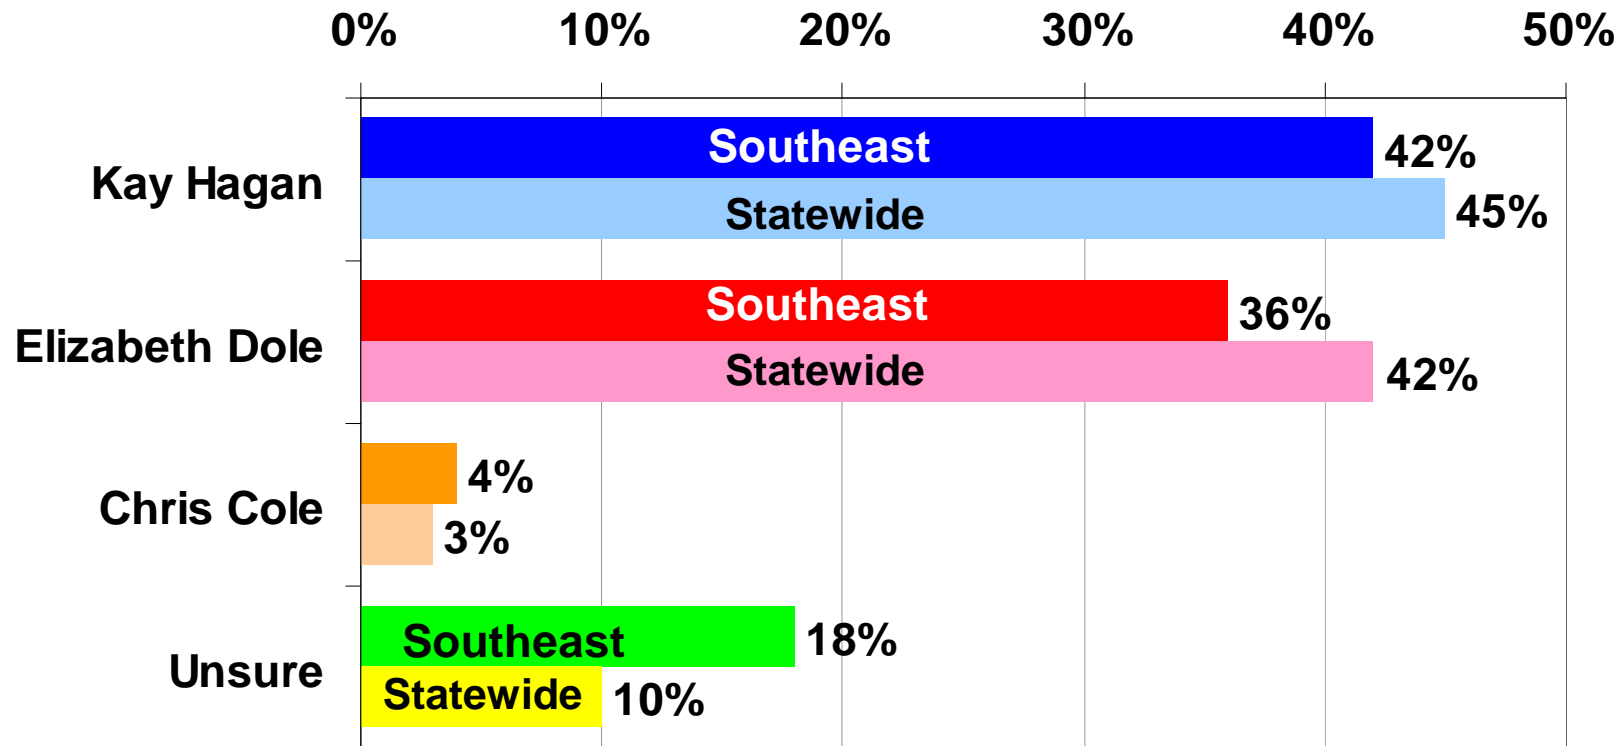 0% 10% 20% 30% 40% 50%
Southeast 42%
Kay Hagan
Statewide 45%
Southeast 36%
Elizabeth Dole
Statewide 42%
4%
Chris Cole
3%
Southeast 18%
Unsure
Statewide 10%